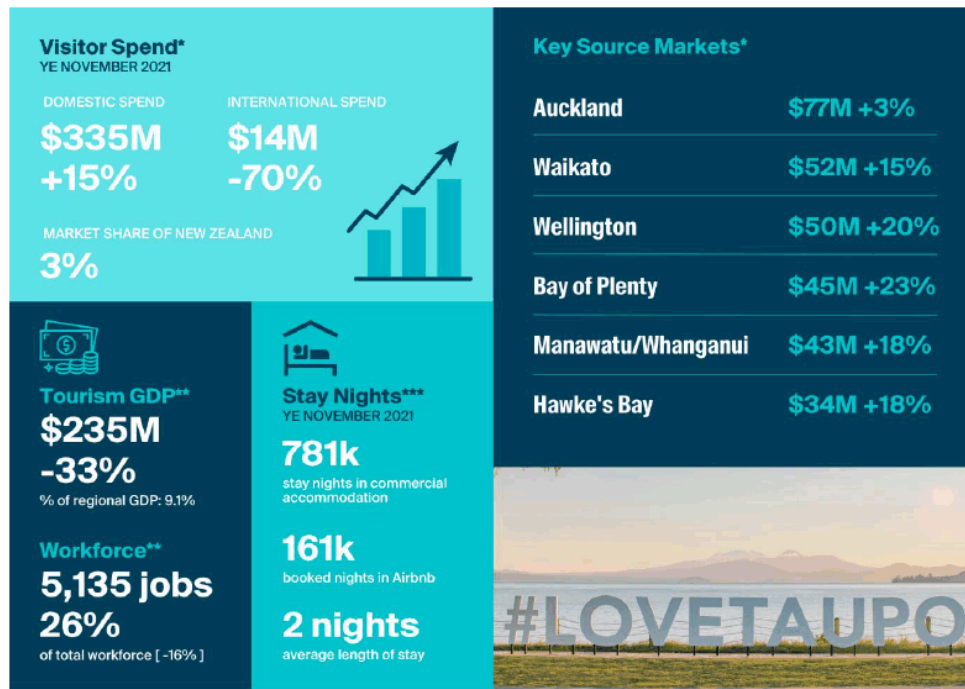 Visitor Spend*
YE NOVEMBER 2021
DOMESTIC SPEND
$335M
+15%
INTERNATIONAL SPEND
$14M
-70%
MARKET SHARE OF NEW ZEALAND
3%
Tourism GDP**
$235M
-33%
% of regional GDP: 9.1%
Workforce**
5,135 jobs
26%
of total workforce [ -16% ]
Stay Nights***
YE NOVEMBER 2021
781k
stay nights in commercial
accommodation
161k
booked nights in Airbnb
2 nights
average length of stay
Key Source Markets*
Auckland $77M +3%
Waikato $52M +15%
Wellington $50M +20%
Bay of Plenty $45M +23%
Manawatu/Whanganui $43M +18%
Hawke's Bay $34M +18%
#LOVETAUPO